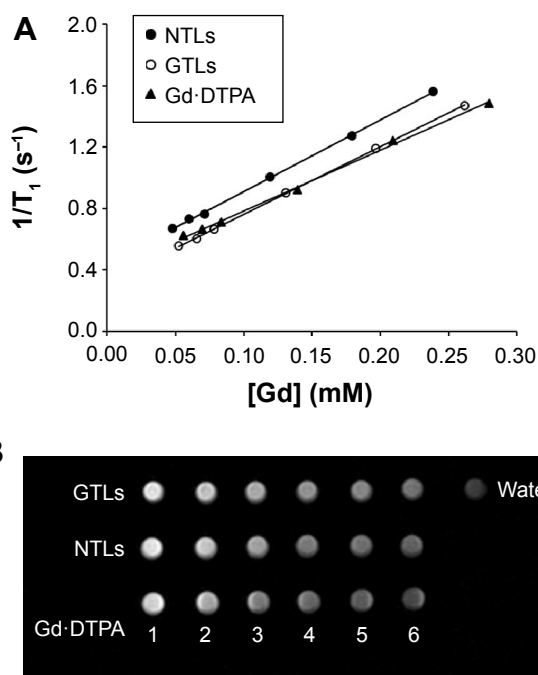 A
2.0
1.6
1.2
0.8
0.4
0.0
1/T₁ (s⁻¹)
NTLs
GTLs
Gd·DTPA
0.00 0.05 0.10 0.15 0.20 0.25 0.30
[Gd] (mM)
GTLs
NTLs
Gd·DTPA
1 2 3 4 5 6